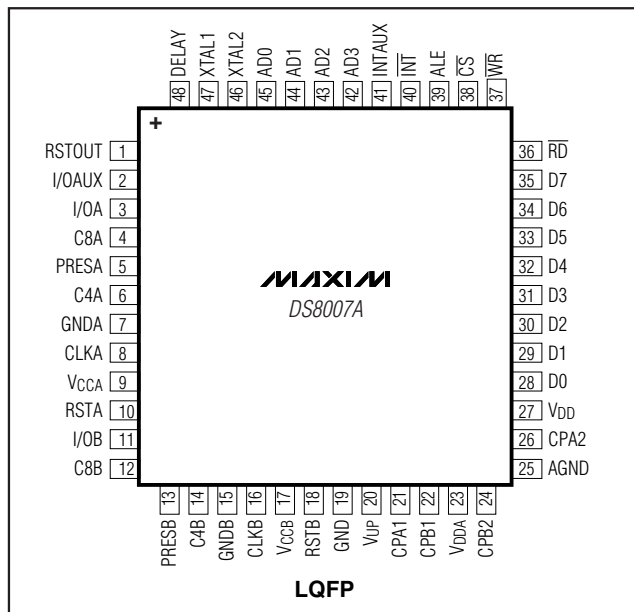 48 DELAY
47 XTAL1
46 XTAL2
45 AD0
44 AD1
43 AD2
42 AD3
41 INTAUX
40 INT
39 ALE
38 CS
37 WR
+
RSTOUT 1
I/OAUX 2
I/OA 3
C8A 4
PRESA 5
C4A 6
GNDA 7
CLKA 8
VCCA 9
RSTA 10
I/OB 11
C8B 12
MAXIM
DS8007A
36 RD
35 D7
34 D6
33 D5
32 D4
31 D3
30 D2
29 D1
28 D0
27 VDD
26 CPA2
25 AGND
PRESB 13
C4B 14
GNDB 15
CLKB 16
VCCB 17
RSTB 18
GND 19
VUP 20
CPA1 21
CPB1 22
VDDA 23
CPB2 24
LQFP